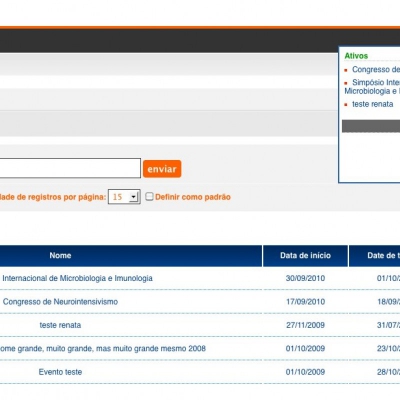 Ativos
Congresso de
Simpósio Inte
Microbiologia e I
teste renata
enviar
dade de registros por página: 15 Definir como padrão
Nome Data de início Date de t
Internacional de Microbiologia e Imunologia 30/09/2010 01/10/
Congresso de Neurointensivismo 17/09/2010 18/09/
teste renata 27/11/2009 31/07/
ome grande, muito grande, mas muito grande mesmo 2008 01/10/2009 23/10/
Evento teste 01/10/2009 28/10/